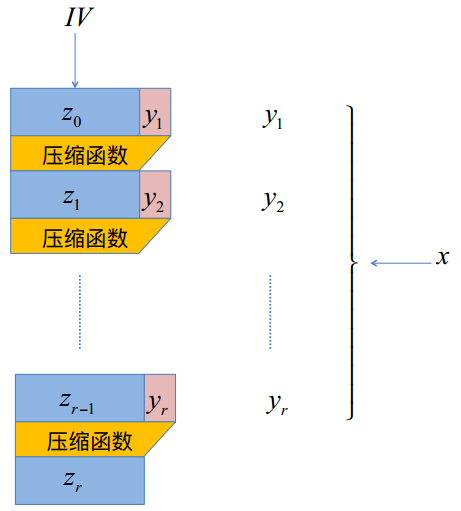 IV
z₀ y₁ y₁
压缩函数
z₁ y₂ y₂
压缩函数
x
zᵣ₋₁ yᵣ yᵣ
压缩函数
zᵣ